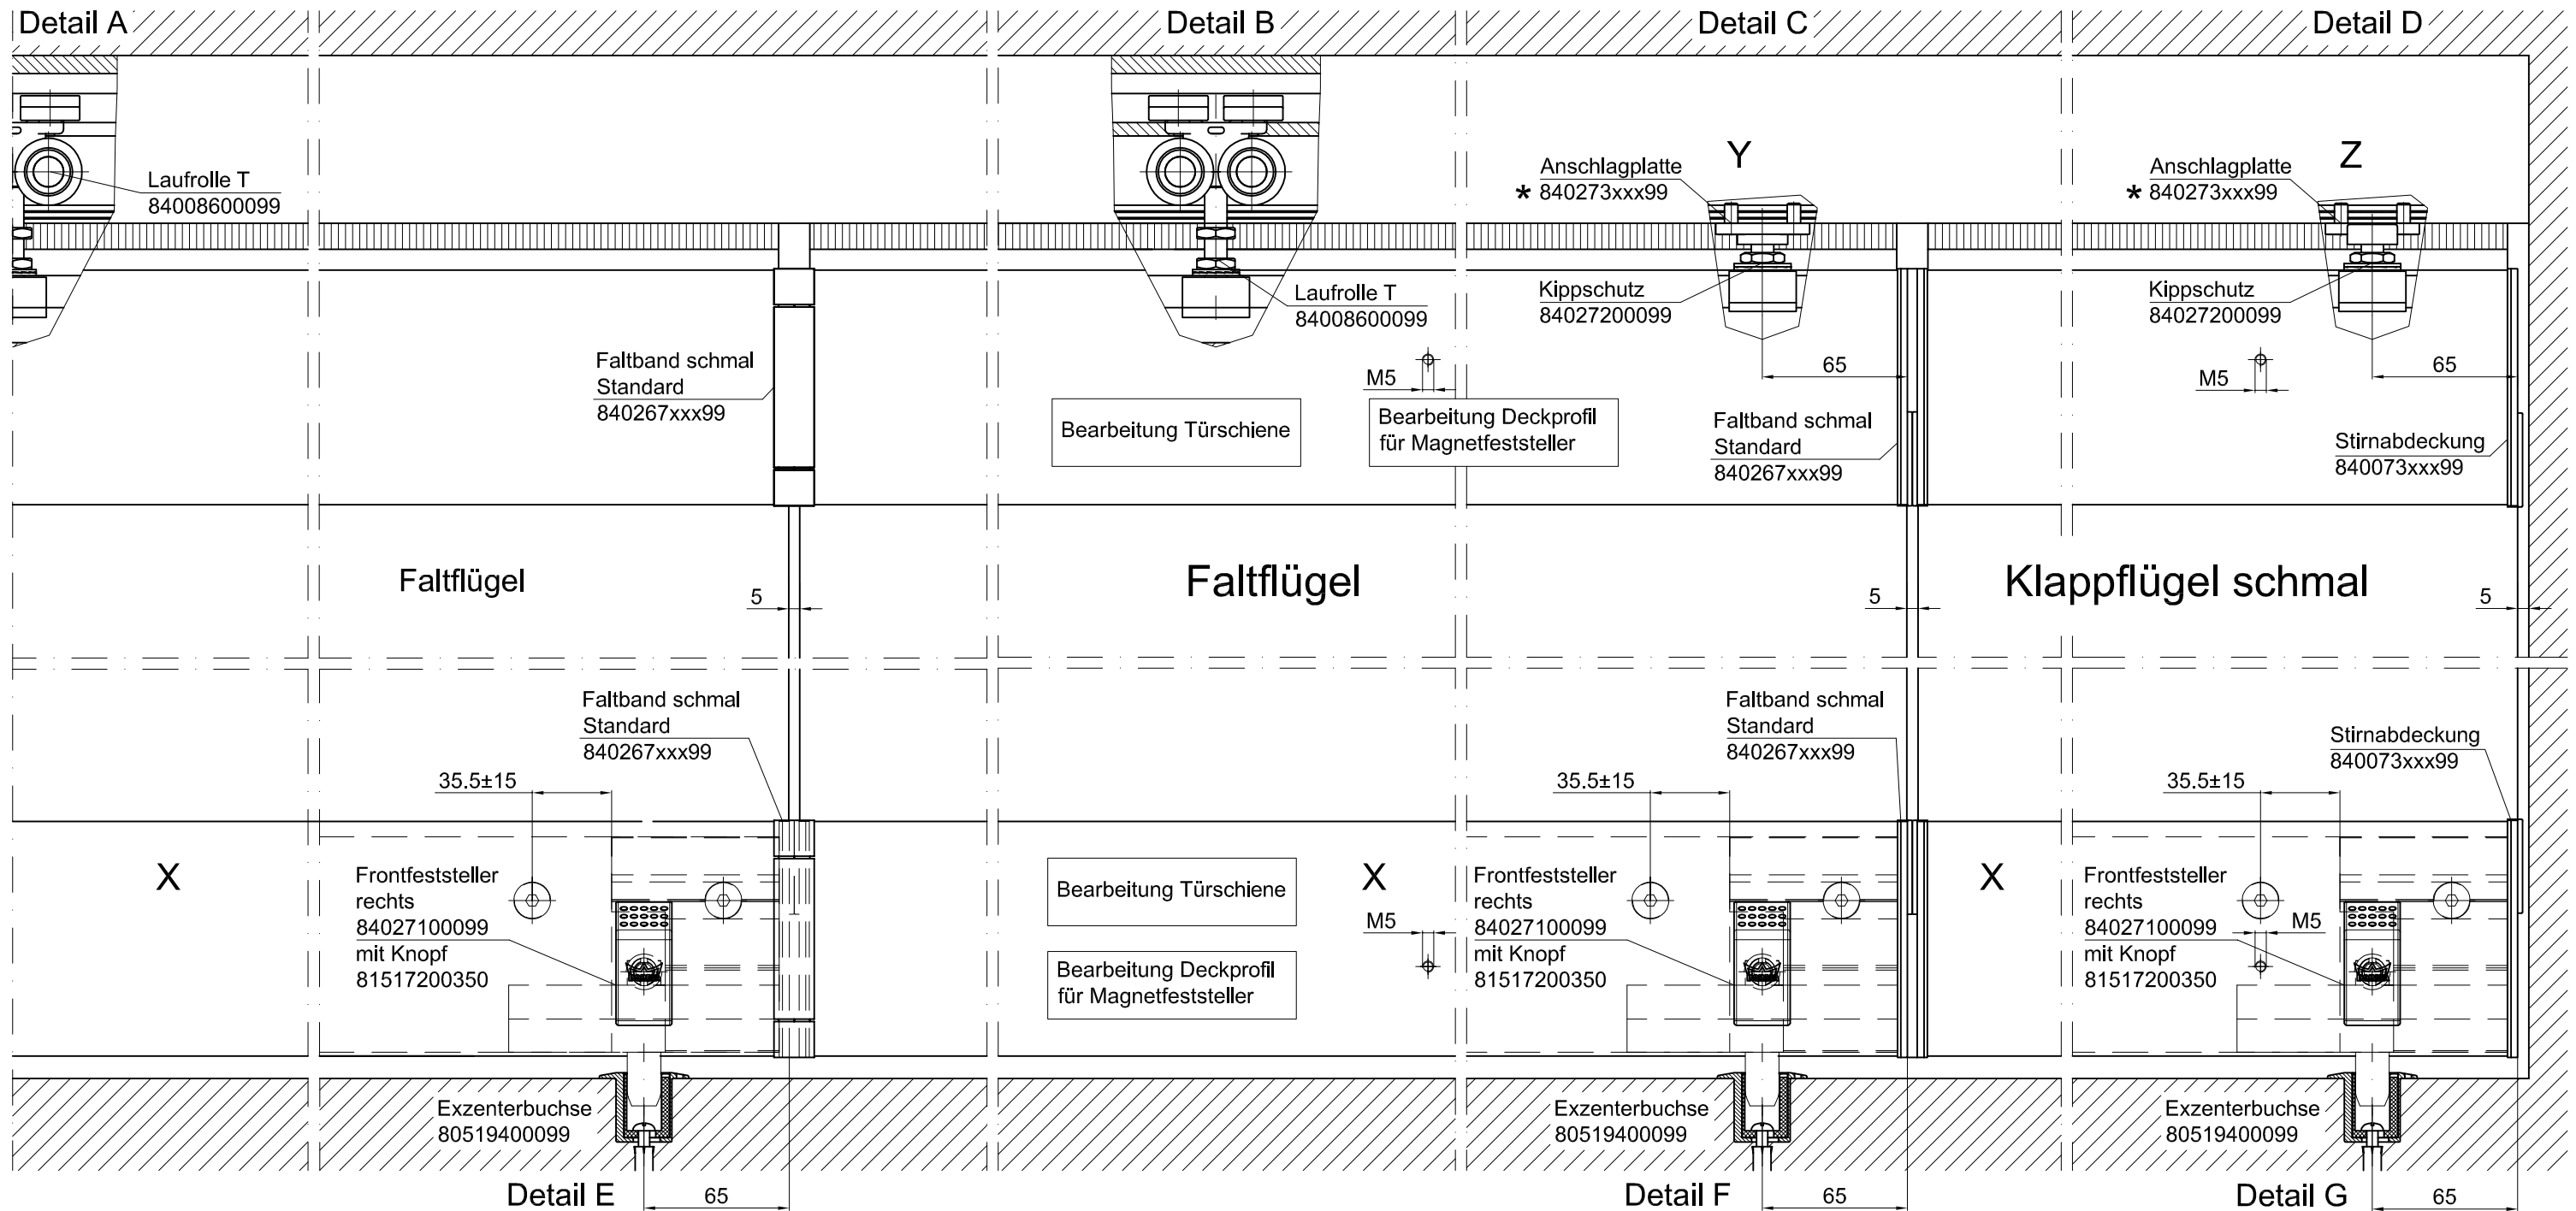 Detail A
Detail B
Detail C
Detail D
Laufrolle T
84008600099
Laufrolle T
84008600099
Y
Anschlagplatte
* 840273xxx99
Z
Anschlagplatte
* 840273xxx99
Kippschutz
84027200099
Kippschutz
84027200099
Faltband schmal
Standard
840267xxx99
M5
65
M5
65
Bearbeitung Türschiene
Bearbeitung Deckprofil
für Magnetfeststeller
Faltband schmal
Standard
840267xxx99
Stirnabdeckung
840073xxx99
Faltflügel
5
Faltflügel
5
Klappflügel schmal
5
Faltband schmal
Standard
840267xxx99
Faltband schmal
Standard
840267xxx99
Stirnabdeckung
840073xxx99
35.5±15
35.5±15
35.5±15
X
Frontfeststeller
rechts
84027100099
mit Knopf
81517200350
Bearbeitung Türschiene
X
M5
Bearbeitung Deckprofil
für Magnetfeststeller
Frontfeststeller
rechts
84027100099
mit Knopf
81517200350
X
Frontfeststeller
rechts
84027100099
mit Knopf
81517200350
M5
Exzenterbuchse
80519400099
Exzenterbuchse
80519400099
Exzenterbuchse
80519400099
Detail E
65
Detail F
65
Detail G
65